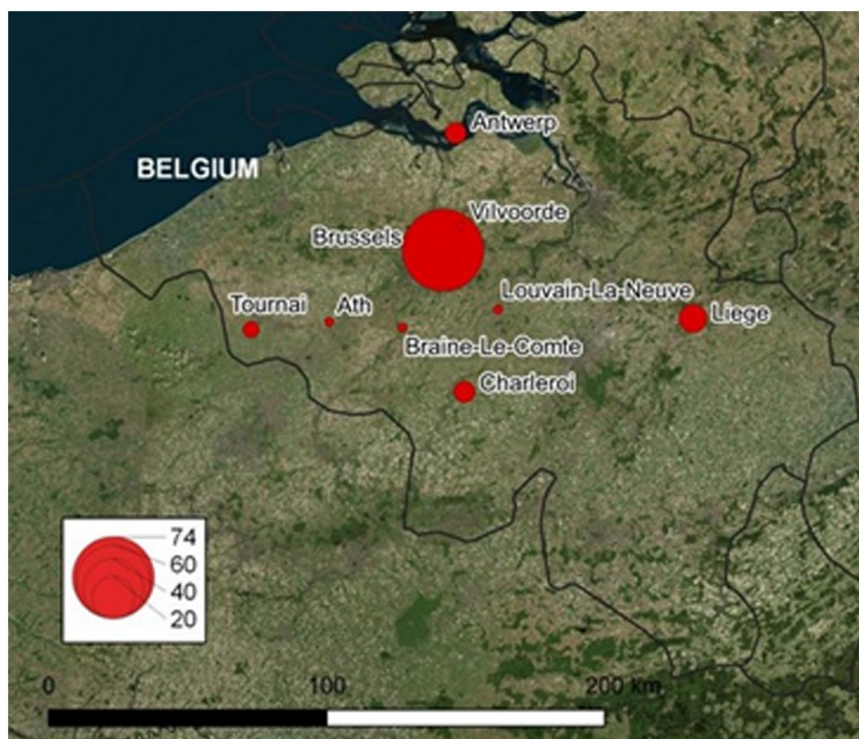 Antwerp
BELGIUM
Vilvoorde
Brussels
Louvain-La-Neuve
Tournai
Ath
Liege
Braine-Le-Comte
Charleroi
74
60
40
20
0 100 200 km